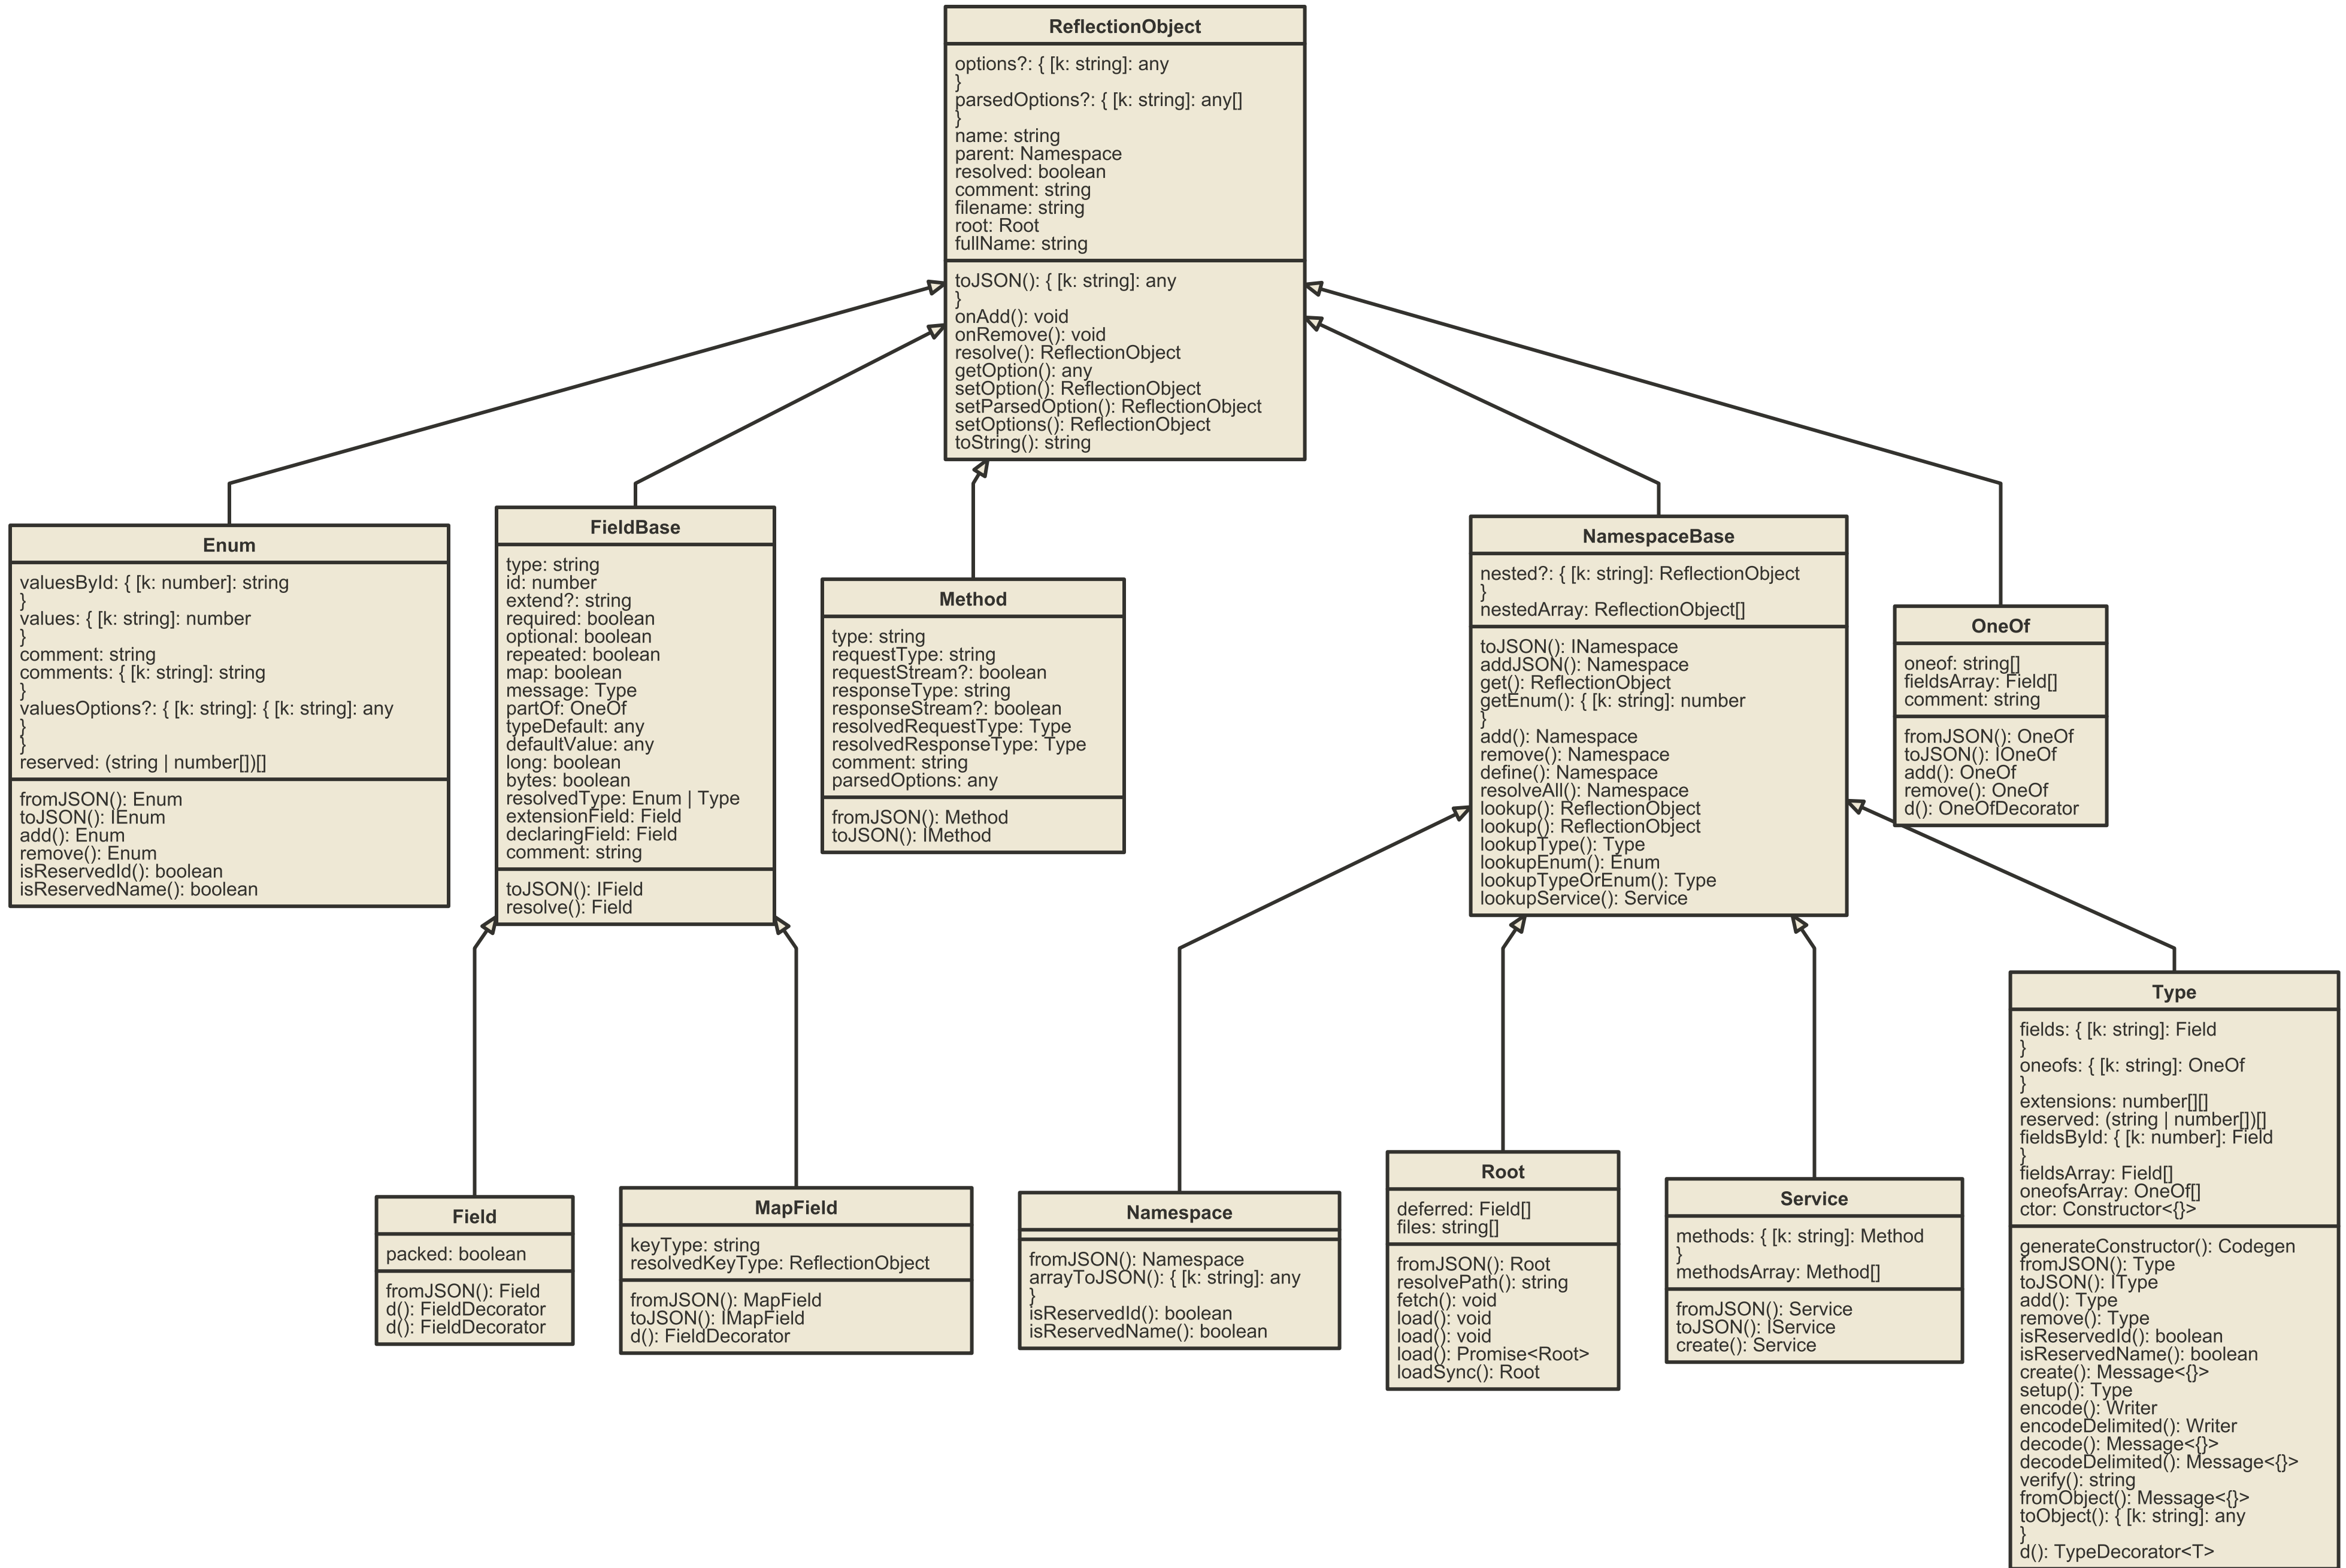 ReflectionObject
options?: { [k: string]: any
}
parsedOptions?: { [k: string]: any[]
}
name: string
parent: Namespace
resolved: boolean
comment: string
filename: string
root: Root
fullName: string
toJSON(): { [k: string]: any
}
onAdd(): void
onRemove(): void
resolve(): ReflectionObject
getOption(): any
setOption(): ReflectionObject
setParsedOption(): ReflectionObject
setOptions(): ReflectionObject
toString(): string
Enum
valuesById: { [k: number]: string
}
values: { [k: string]: number
}
comment: string
comments: { [k: string]: string
}
valuesOptions?: { [k: string]: { [k: string]: any
}
}
reserved: (string | number[])[]
fromJSON(): Enum
toJSON(): IEnum
add(): Enum
remove(): Enum
isReservedId(): boolean
isReservedName(): boolean
FieldBase
type: string
id: number
extend?: string
required: boolean
optional: boolean
repeated: boolean
map: boolean
message: Type
partOf: OneOf
typeDefault: any
defaultValue: any
long: boolean
bytes: boolean
resolvedType: Enum | Type
extensionField: Field
declaringField: Field
comment: string
toJSON(): IField
resolve(): Field
Method
type: string
requestType: string
requestStream?: boolean
responseType: string
responseStream?: boolean
resolvedRequestType: Type
resolvedResponseType: Type
comment: string
parsedOptions: any
fromJSON(): Method
toJSON(): IMethod
NamespaceBase
nested?: { [k: string]: ReflectionObject
}
nestedArray: ReflectionObject[]
toJSON(): INamespace
addJSON(): Namespace
get(): ReflectionObject
getEnum(): { [k: string]: number
}
add(): Namespace
remove(): Namespace
define(): Namespace
resolveAll(): Namespace
lookup(): ReflectionObject
lookup(): ReflectionObject
lookupType(): Type
lookupEnum(): Enum
lookupTypeOrEnum(): Type
lookupService(): Service
OneOf
oneof: string[]
fieldsArray: Field[]
comment: string
fromJSON(): OneOf
toJSON(): IOneOf
add(): OneOf
remove(): OneOf
d(): OneOfDecorator
Field
packed: boolean
fromJSON(): Field
d(): FieldDecorator
d(): FieldDecorator
MapField
keyType: string
resolvedKeyType: ReflectionObject
fromJSON(): MapField
toJSON(): IMapField
d(): FieldDecorator
Namespace
fromJSON(): Namespace
arrayToJSON(): { [k: string]: any
}
isReservedId(): boolean
isReservedName(): boolean
Root
deferred: Field[]
files: string[]
fromJSON(): Root
resolvePath(): string
fetch(): void
load(): void
load(): void
load(): Promise<Root>
loadSync(): Root
Service
methods: { [k: string]: Method
}
methodsArray: Method[]
fromJSON(): Service
toJSON(): IService
create(): Service
Type
fields: { [k: string]: Field
}
oneofs: { [k: string]: OneOf
}
extensions: number[][]
reserved: (string | number[])[]
fieldsById: { [k: number]: Field
}
fieldsArray: Field[]
oneofsArray: OneOf[]
ctor: Constructor<{}>
generateConstructor(): Codegen
fromJSON(): Type
toJSON(): IType
add(): Type
remove(): Type
isReservedId(): boolean
isReservedName(): boolean
create(): Message<{}>
setup(): Type
encode(): Writer
encodeDelimited(): Writer
decode(): Message<{}>
decodeDelimited(): Message<{}>
verify(): string
fromObject(): Message<{}>
toObject(): { [k: string]: any
}
d(): TypeDecorator<T>